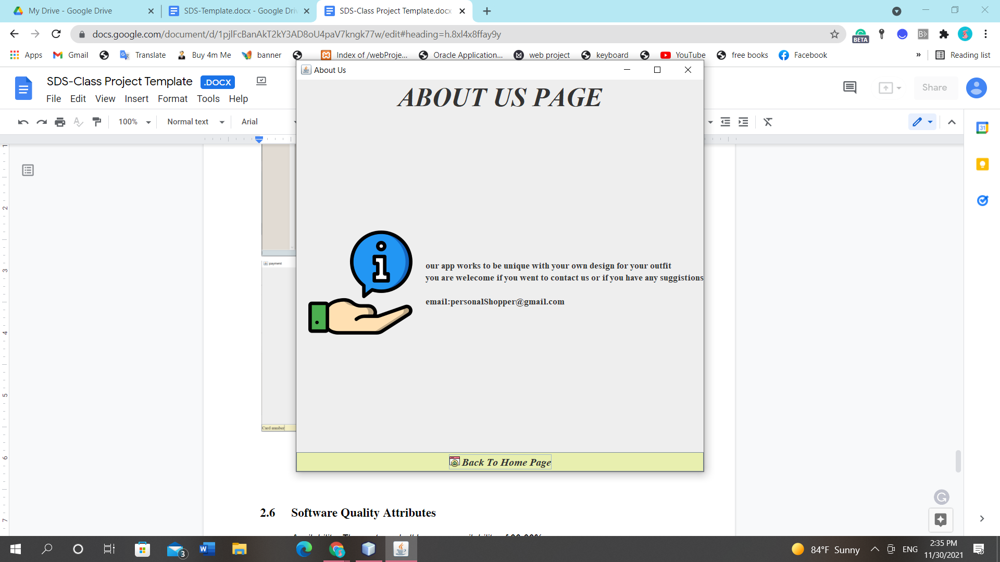 My Drive - Google Drive
SDS-Template.docx - Google Driv
SDS-Class Project Template.docx
docs.google.com/document/d/1pjlFcBanAkT2kY3AD8oU4paV7kngk77w/edit#heading=h.8xl4x8ffay9y
BETA
Apps Gmail Translate Buy 4m Me banner Index of /webProje... Oracle Application... web project keyboard YouTube free books Facebook » Reading list
About Us
SDS-Class Project Template .DOCX
Share
File Edit View Insert Format Tools Help
100% Normal text Arial
ABOUT US PAGE
31
payment
our app works to be unique with your own design for your outfit
you are welecome if you went to contact us or if you have any suggistions
email:personalShopper@gmail.com
Card number
Back To Home Page
2.6 Software Quality Attributes
3
84°F Sunny
ENG
2:35 PM
11/30/2021